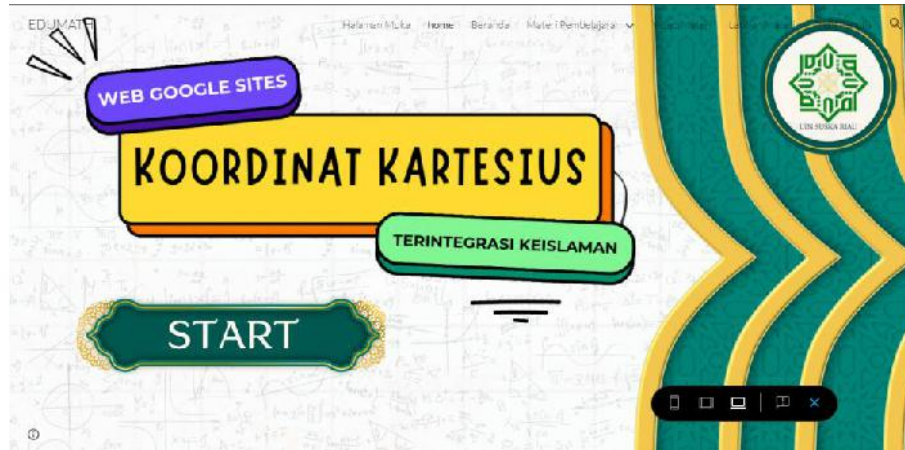 EDUMATH
Halaman Muka home Beranda Materi Pembelajaran
WEB GOOGLE SITES
KOORDINAT KARTESIUS
TERINTEGRASI KEISLAMAN
START
UIN SUSKA RIAU